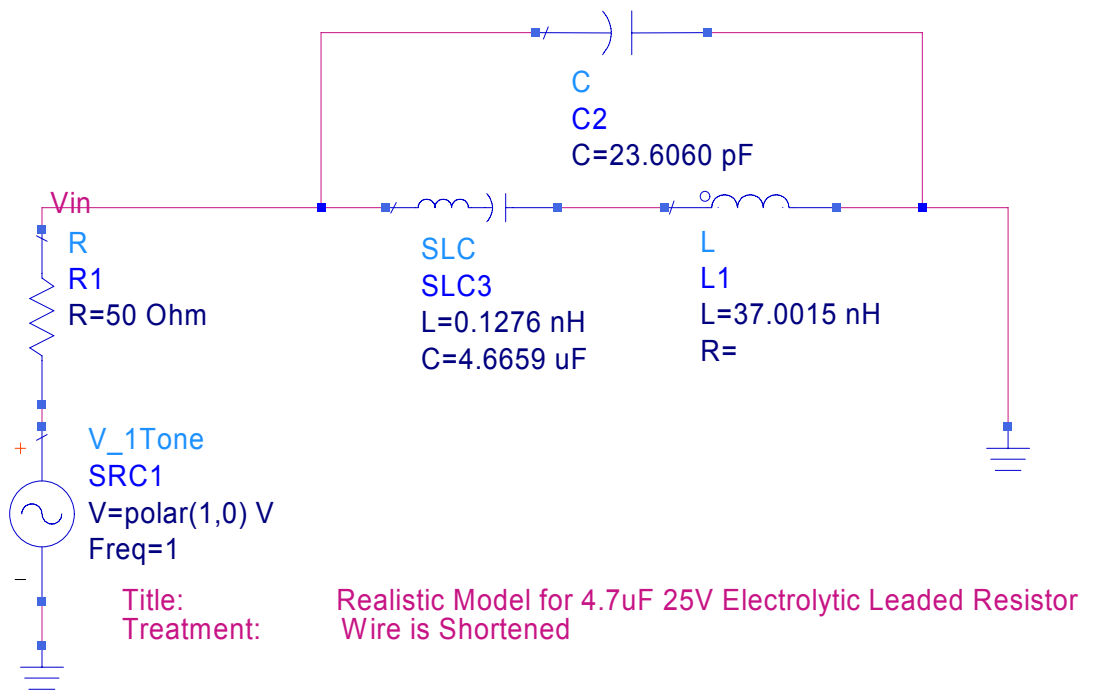 C
C2
C=23.6060 pF
Vin
R
R1
R=50 Ohm
SLC
SLC3
L=0.1276 nH
C=4.6659 uF
L
L1
L=37.0015 nH
R=
+
V_1Tone
SRC1
V=polar(1,0) V
Freq=1
–
Title: Realistic Model for 4.7uF 25V Electrolytic Leaded Resistor
Treatment: Wire is Shortened